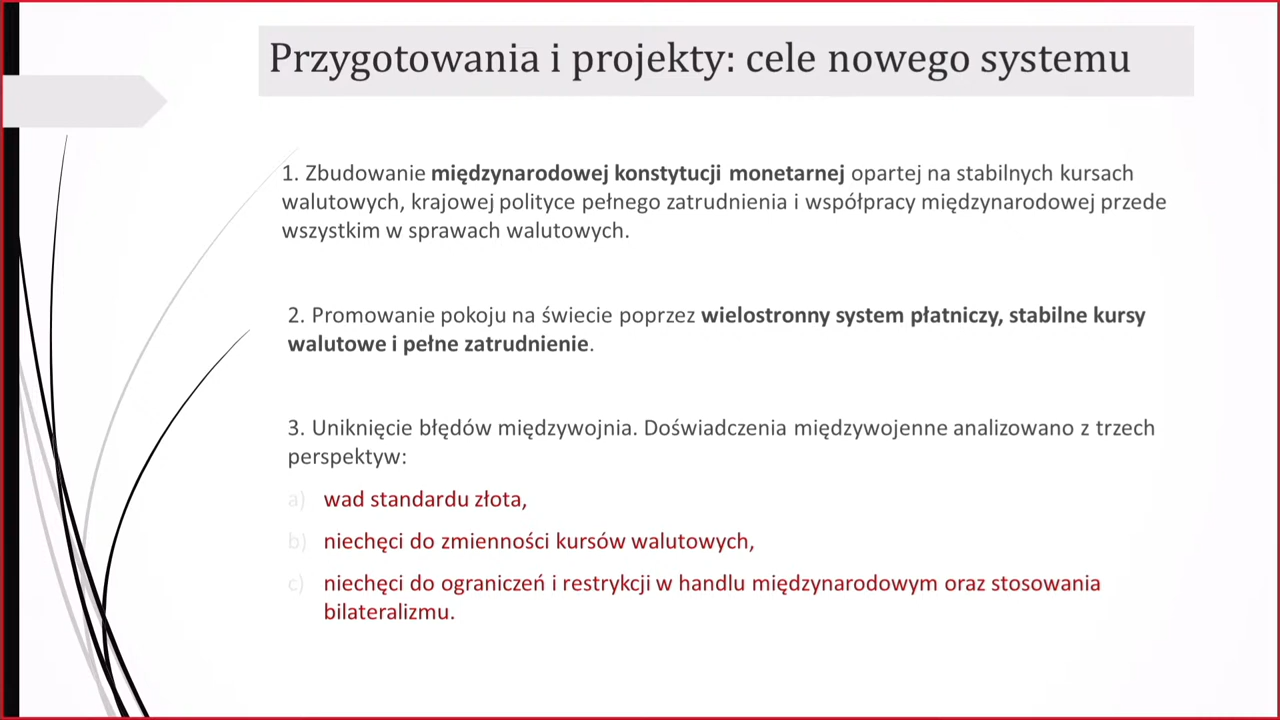 Przygotowania i projekty: cele nowego systemu
1. Zbudowanie międzynarodowej konstytucji monetarnej opartej na stabilnych kursach
walutowych, krajowej polityce pełnego zatrudnienia i współpracy międzynarodowej przede
wszystkim w sprawach walutowych.
2. Promowanie pokoju na świecie poprzez wielostronny system płatniczy, stabilne kursy
walutowe i pełne zatrudnienie.
3. Uniknięcie błędów międzywojnia. Doświadczenia międzywojenne analizowano z trzech
perspektyw:
a) wad standardu złota,
b) niechęci do zmienności kursów walutowych,
c) niechęci do ograniczeń i restrykcji w handlu międzynarodowym oraz stosowania
bilateralizmu.